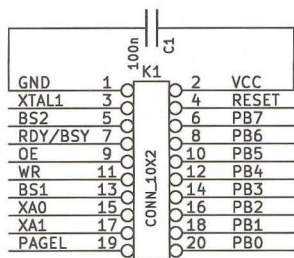 100n
C1
K1
GND 1 2 VCC
XTAL1 3 4 RESET
BS2 5 6 PB7
RDY/BSY 7 8 PB6
OE 9 10 PB5
WR 11 12 PB4
BS1 13 14 PB3
XA0 15 16 PB2
XA1 17 18 PB1
PAGEL 19 20 PB0
CONN_10X2